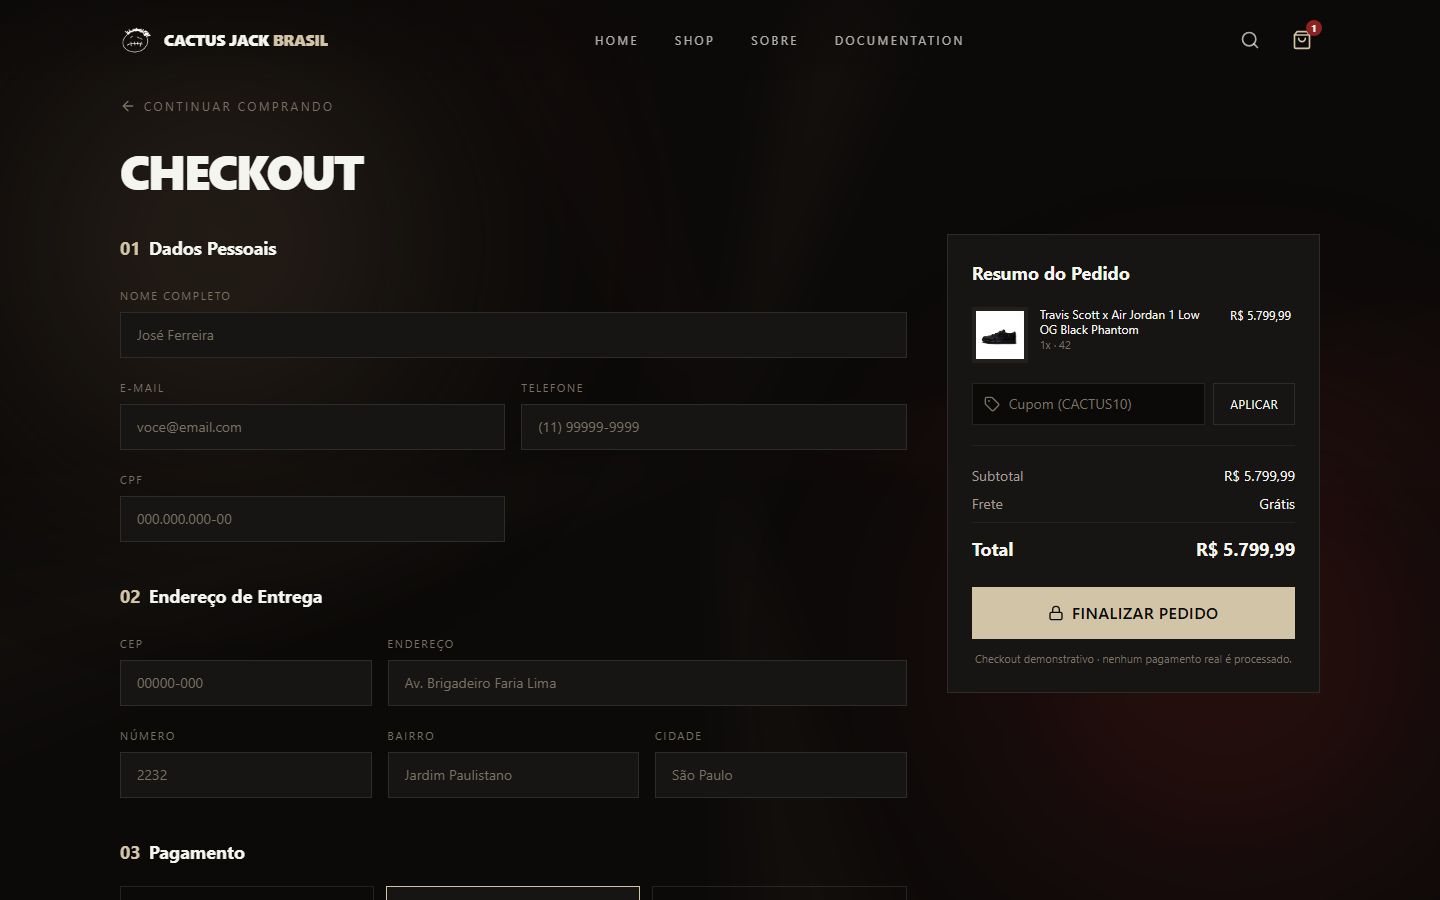 CACTUS JACK BRASIL
HOME
SHOP
SOBRE
DOCUMENTATION
1
CONTINUAR COMPRANDO
CHECKOUT
01 Dados Pessoais
NOME COMPLETO
José Ferreira
E-MAIL
TELEFONE
voce@email.com
(11) 99999-9999
CPF
000.000.000-00
02 Endereço de Entrega
CEP
ENDEREÇO
00000-000
Av. Brigadeiro Faria Lima
NÚMERO
BAIRRO
CIDADE
2232
Jardim Paulistano
São Paulo
03 Pagamento
Resumo do Pedido
Travis Scott x Air Jordan 1 Low
OG Black Phantom
1x · 42
R$ 5.799,99
Cupom (CACTUS10)
APLICAR
Subtotal
R$ 5.799,99
Frete
Grátis
Total
R$ 5.799,99
FINALIZAR PEDIDO
Checkout demonstrativo · nenhum pagamento real é processado.